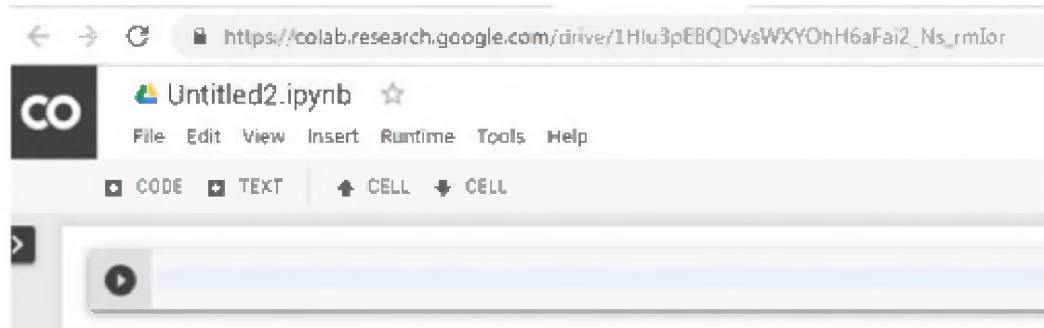 https://colab.research.google.com/drive/
CO Untitled2.ipynb
File Edit View Insert Runtime Tools Help
CODE TEXT CELL CELL